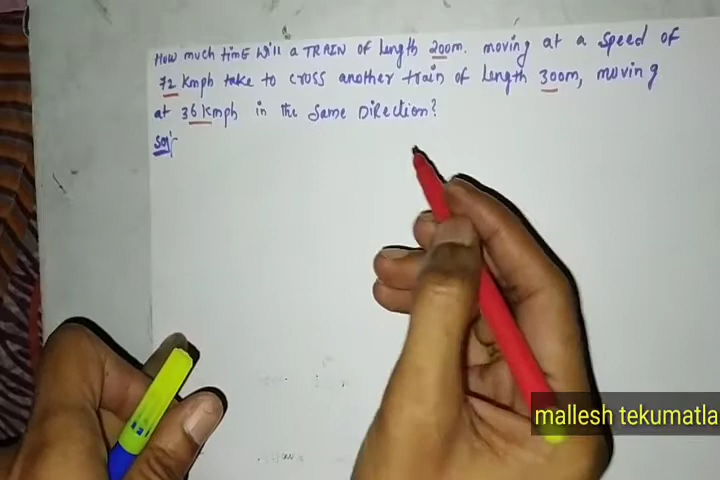 How much time will a TRAIN of length 200m. moving at a speed of
72 kmph take to cross another train of length 300m, moving
at 36 kmph in the same DIRection?
Sol:-
mallesh tekumatla